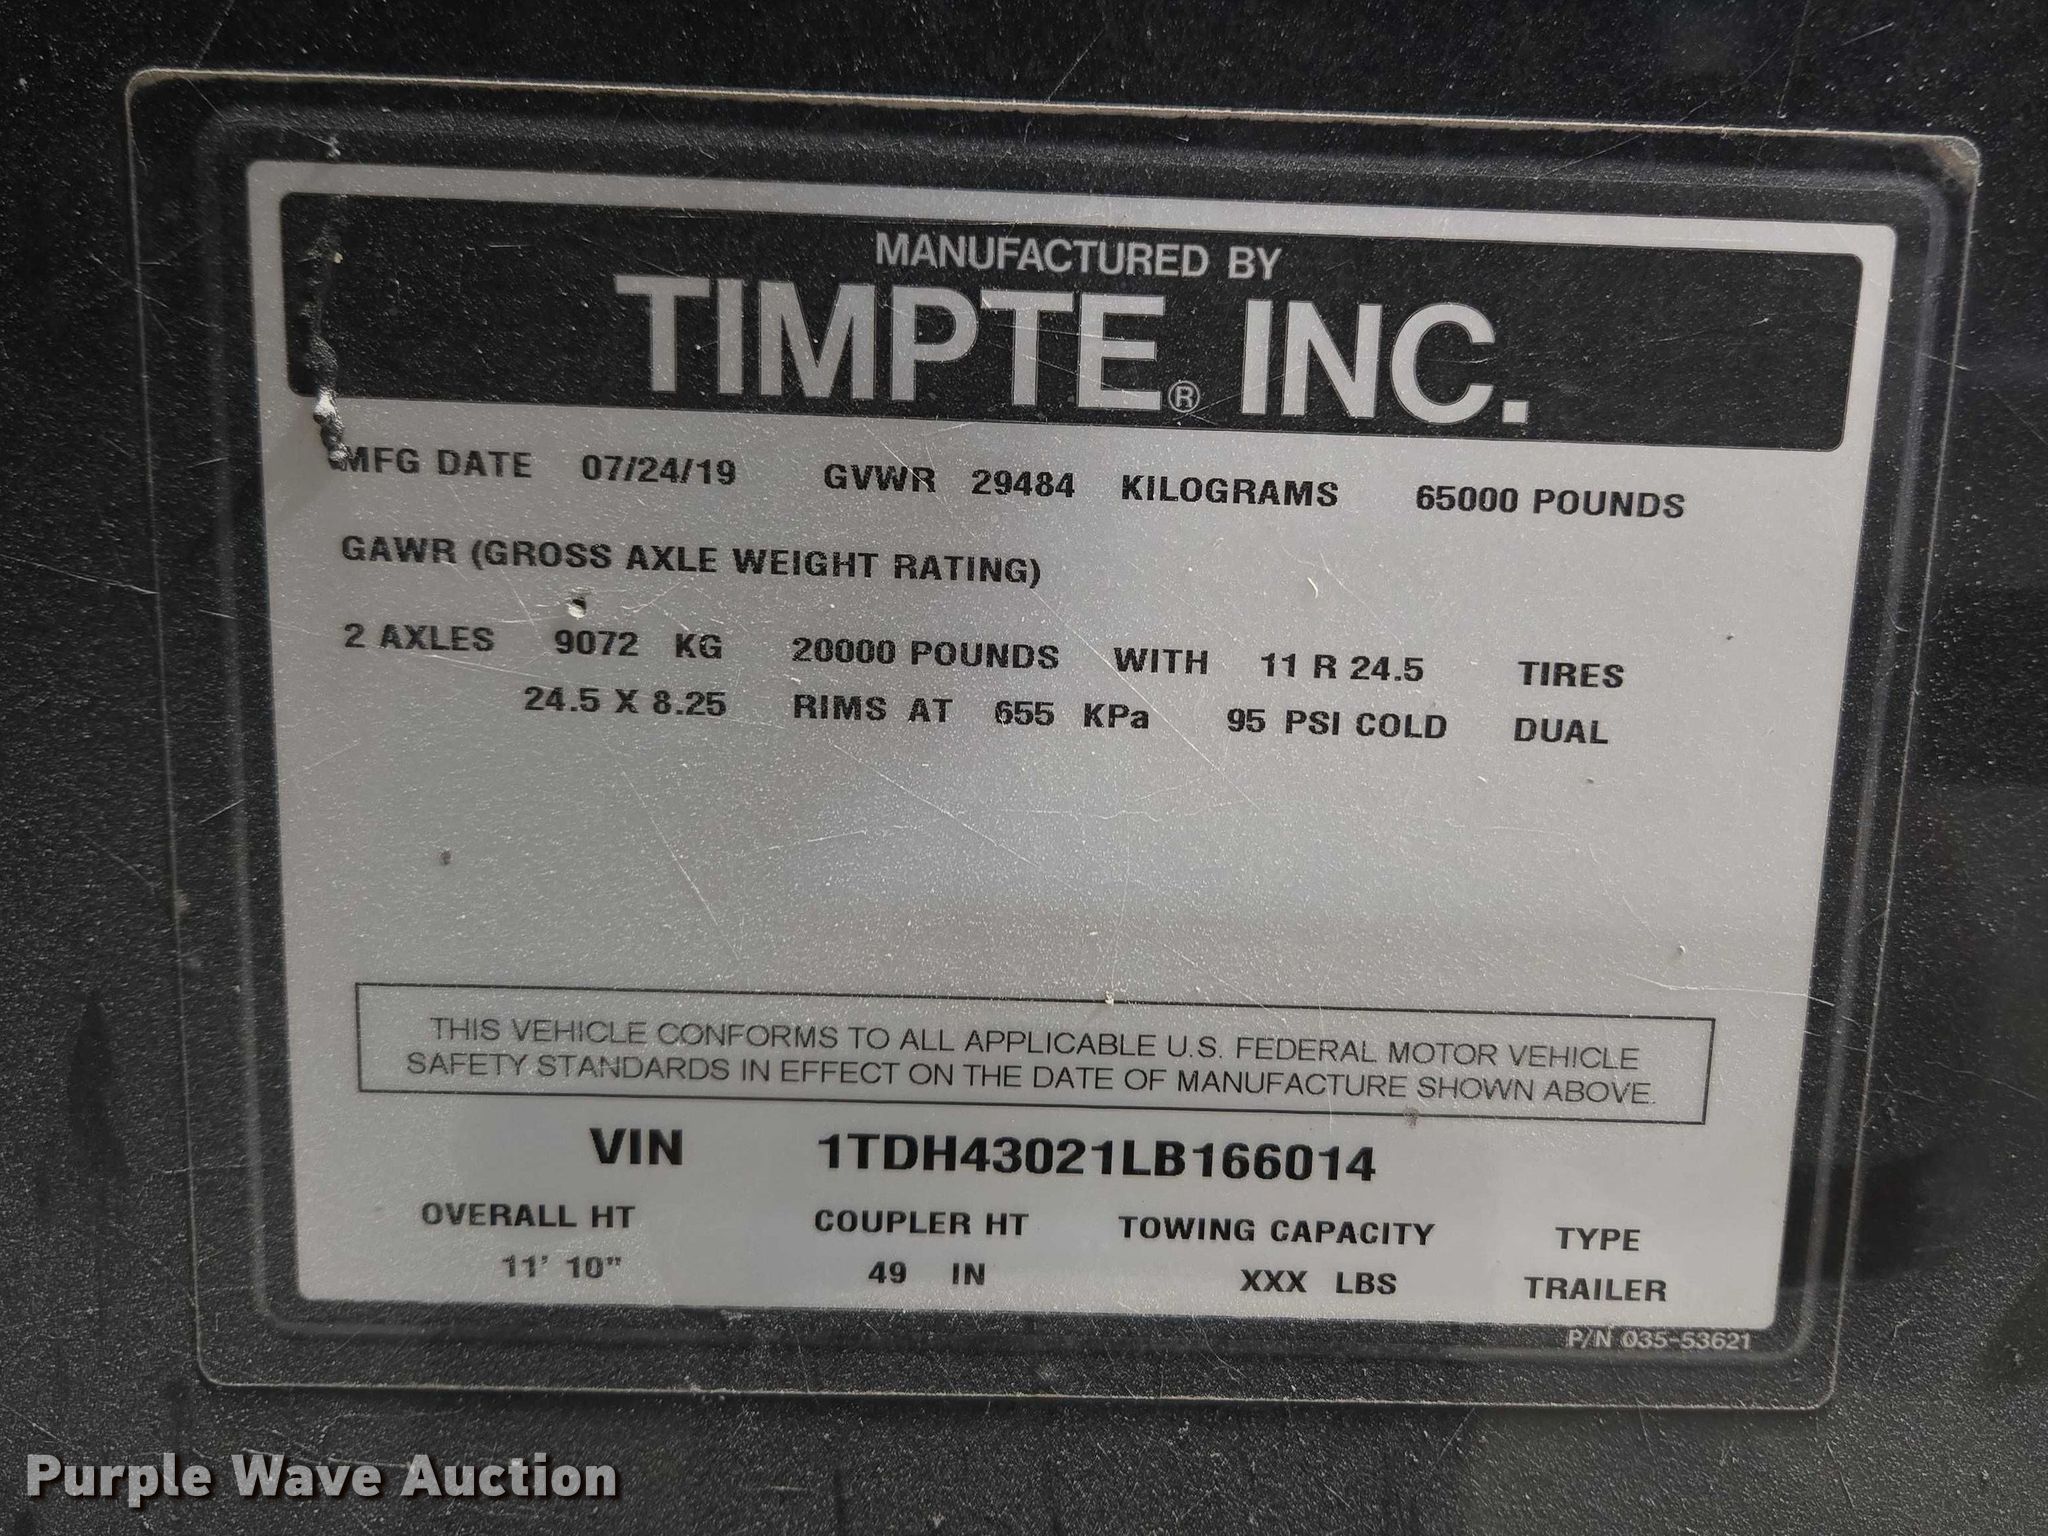 MANUFACTURED BY
TIMPTE® INC.
MFG DATE 07/24/19 GVWR 29484 KILOGRAMS 65000 POUNDS
GAWR (GROSS AXLE WEIGHT RATING)
2 AXLES 9072 KG 20000 POUNDS WITH 11 R 24.5 TIRES
24.5 X 8.25 RIMS AT 655 KPa 95 PSI COLD DUAL
THIS VEHICLE CONFORMS TO ALL APPLICABLE U.S. FEDERAL MOTOR VEHICLE
SAFETY STANDARDS IN EFFECT ON THE DATE OF MANUFACTURE SHOWN ABOVE.
VIN 1TDH43021LB166014
OVERALL HT COUPLER HT TOWING CAPACITY TYPE
11' 10" 49 IN XXX LBS TRAILER
P/N 035-53621
Purple Wave Auction